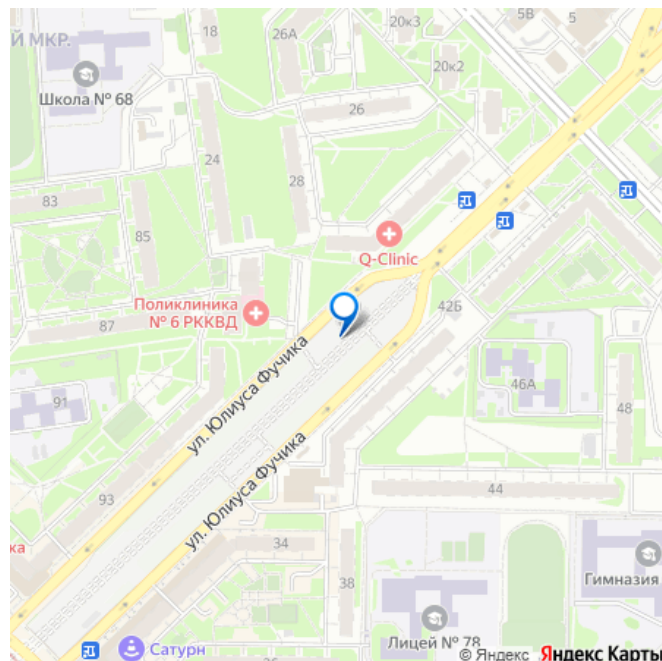 18
26А
20к3
5В
5
Й МКР.
20к2
Школа № 68
26
24
28
83
85
Q-Clinic
Поликлиника
№ 6 РККВД
42Б
87
ул. Юлиуса Фучика
46А
91
48
ул. Юлиуса Фучика
93
44
ка
34
38
Гимназия
Лицей № 78
Сатурн
© Яндекс Яндекс Карты